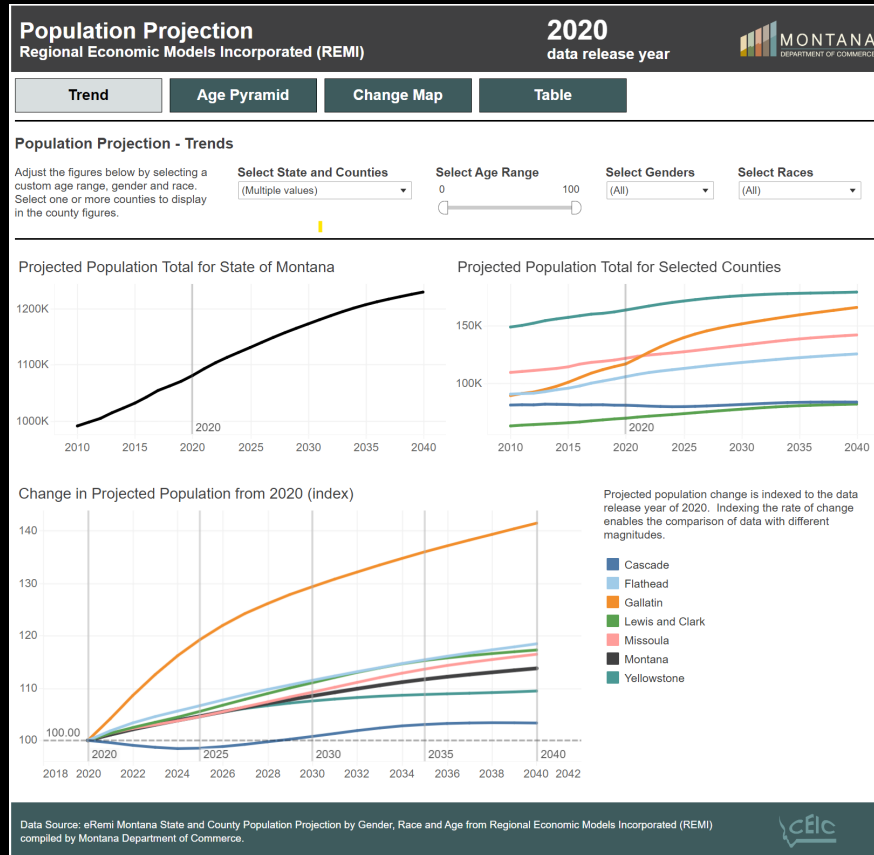 Population Projection
Regional Economic Models Incorporated (REMI)
2020
data release year
MONTANA
DEPARTMENT OF COMMERCE
Trend
Age Pyramid
Change Map
Table
Population Projection - Trends
Adjust the figures below by selecting a
custom age range, gender and race.
Select one or more counties to display
in the county figures.
Select State and Counties
(Multiple values)
Select Age Range
0 100
Select Genders
(All)
Select Races
(All)
Projected Population Total for State of Montana
1200K
1100K
1000K
2020
2010 2015 2020 2025 2030 2035 2040
Projected Population Total for Selected Counties
150K
100K
2020
2010 2015 2020 2025 2030 2035 2040
Change in Projected Population from 2020 (index)
140
130
120
110
100
100.00
2020 2025 2030 2035 2040
2018 2020 2022 2024 2026 2028 2030 2032 2034 2036 2038 2040 2042
Projected population change is indexed to the data
release year of 2020. Indexing the rate of change
enables the comparison of data with different
magnitudes.
Cascade
Flathead
Gallatin
Lewis and Clark
Missoula
Montana
Yellowstone
Data Source: eRemi Montana State and County Population Projection by Gender, Race and Age from Regional Economic Models Incorporated (REMI)
compiled by Montana Department of Commerce.
CEIC